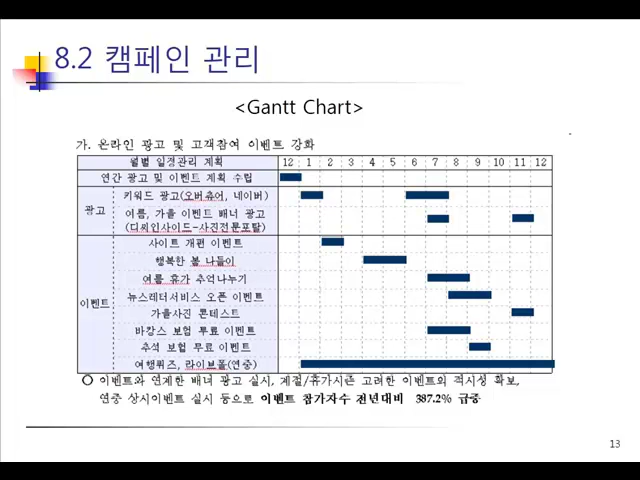 8.2 캠페인 관리
<Gantt Chart>
가. 온라인 광고 및 고객참여 이벤트 강화
월별 일정관리 계획 12 1 2 3 4 5 6 7 8 9 10 11 12
연간 광고 및 이벤트 계획 수립
광고
키워드 광고(오버츄어, 네이버)
여름, 가을 이벤트 배너 광고
(디씨인사이드-사진전문포탈)
이벤트
사이트 개편 이벤트
행복한 봄 나들이
여름 휴가 추억나누기
뉴스레터서비스 오픈 이벤트
가을사진 콘테스트
바캉스 보험 무료 이벤트
추석 보험 무료 이벤트
여행퀴즈, 라이브폴(연중)
○ 이벤트와 연계한 배너 광고 실시, 계절/휴가시즌 고려한 이벤트의 적시성 확보,
연중 상시이벤트 실시 등으로 이벤트 참가자수 전년대비 387.2% 급증
13